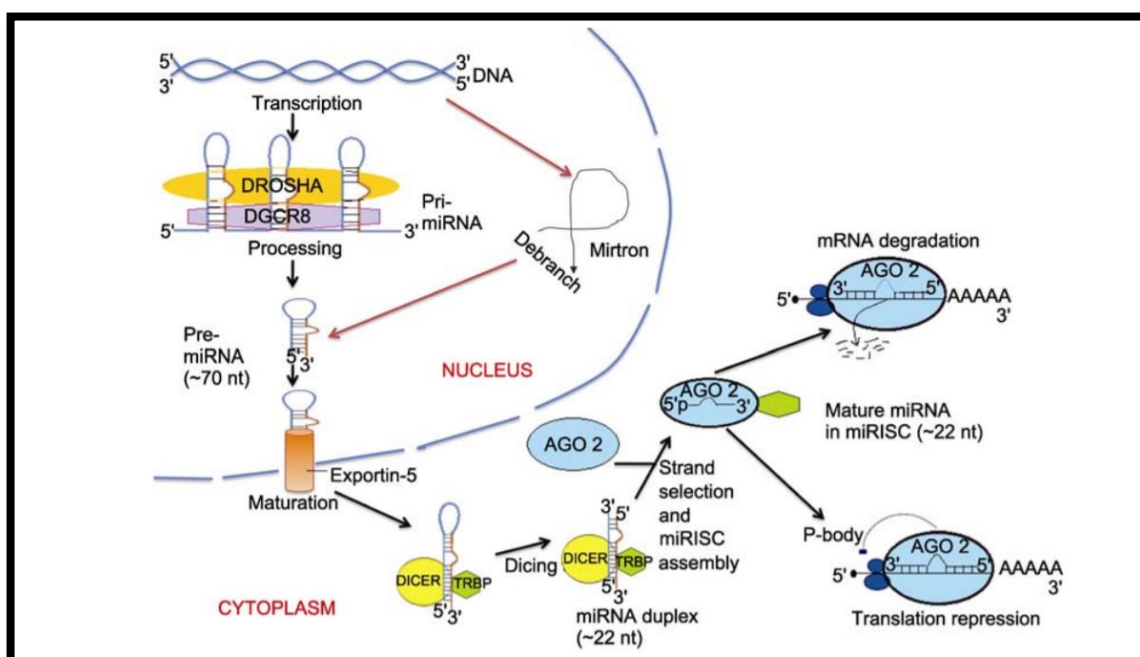 5'
3'
3'
5'
DNA
Transcription
DROSHA
DGCR8
Pri-
miRNA
5'
3'
Processing
Debranch
Mirtron
Pre-
miRNA
(~70 nt)
5'
3'
NUCLEUS
Exportin-5
Maturation
DICER
TRBP
5'
3'
CYTOPLASM
Dicing
AGO 2
3'
5'
DICER
TRBP
5'
3'
miRNA duplex
(~22 nt)
Strand
selection
and
miRISC
assembly
AGO 2
5'p
3'
Mature miRNA
in miRISC (~22 nt)
mRNA degradation
AGO 2
3'
5'
5'
AAAAA
3'
P-body
AGO 2
5'
3'
5'
AAAAA
3'
Translation repression